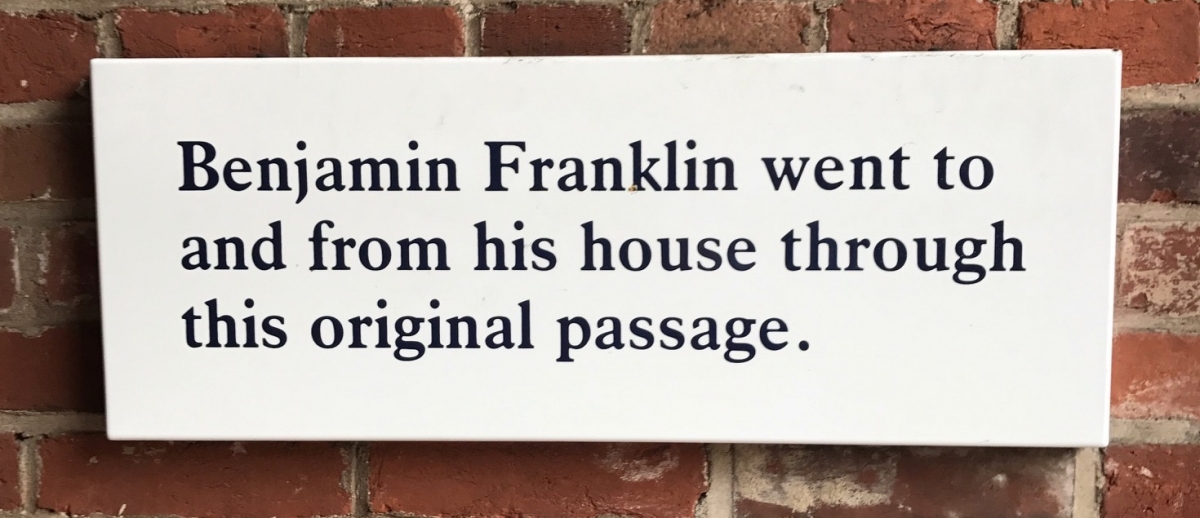 Benjamin Franklin went to
and from his house through
this original passage.